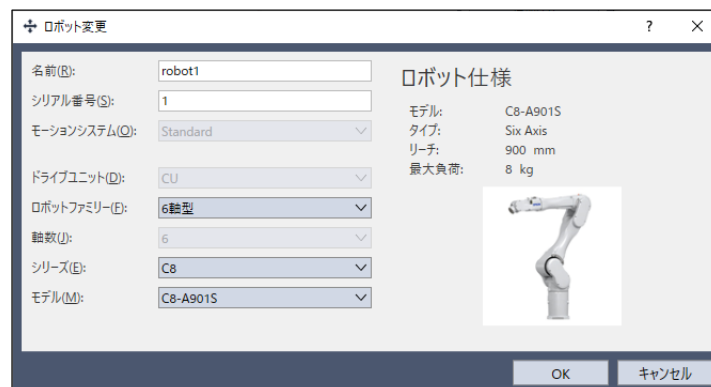 ロボット変更
? ×
名前(R): robot1
シリアル番号(S): 1
モーションシステム(O): Standard
ドライブユニット(D): CU
ロボットファミリー(F): 6軸型
軸数(J): 6
シリーズ(E): C8
モデル(M): C8-A901S
ロボット仕様
モデル: C8-A901S
タイプ: Six Axis
リーチ: 900 mm
最大負荷: 8 kg
OK キャンセル